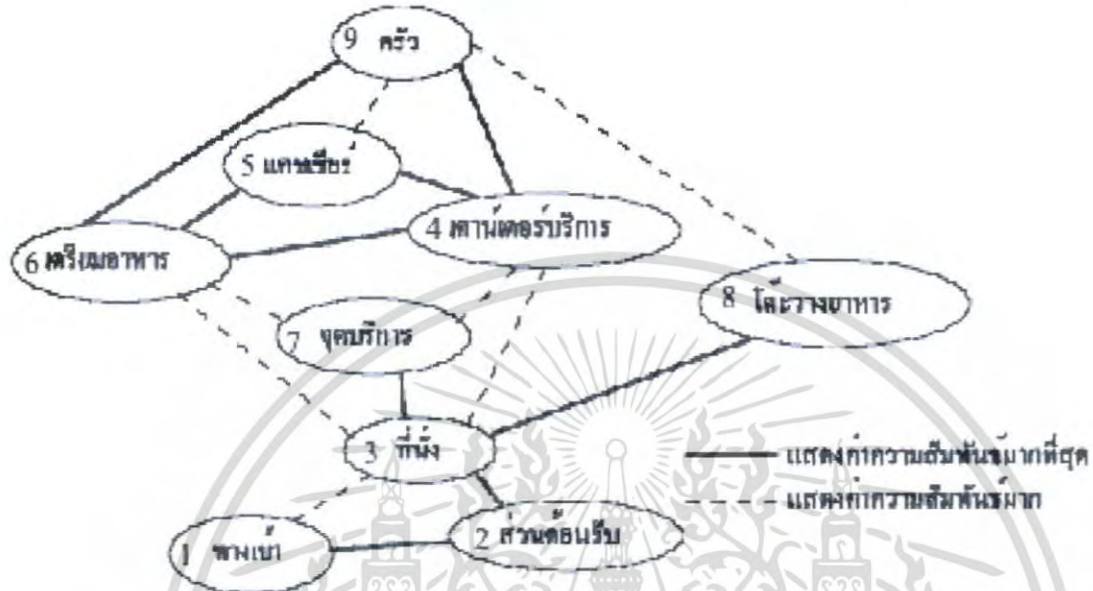 9 ครัว
5 แคชเชียร์
4 เคาน์เตอร์บริการ
6 เตรียมอาหาร
8 โต๊ะวางอาหาร
7 จุดบริการ
3 ที่นั่ง
แสดงค่าความสัมพันธ์มากที่สุด
แสดงค่าความสัมพันธ์มาก
2 ส่วนต้อนรับ
1 ทางเข้า